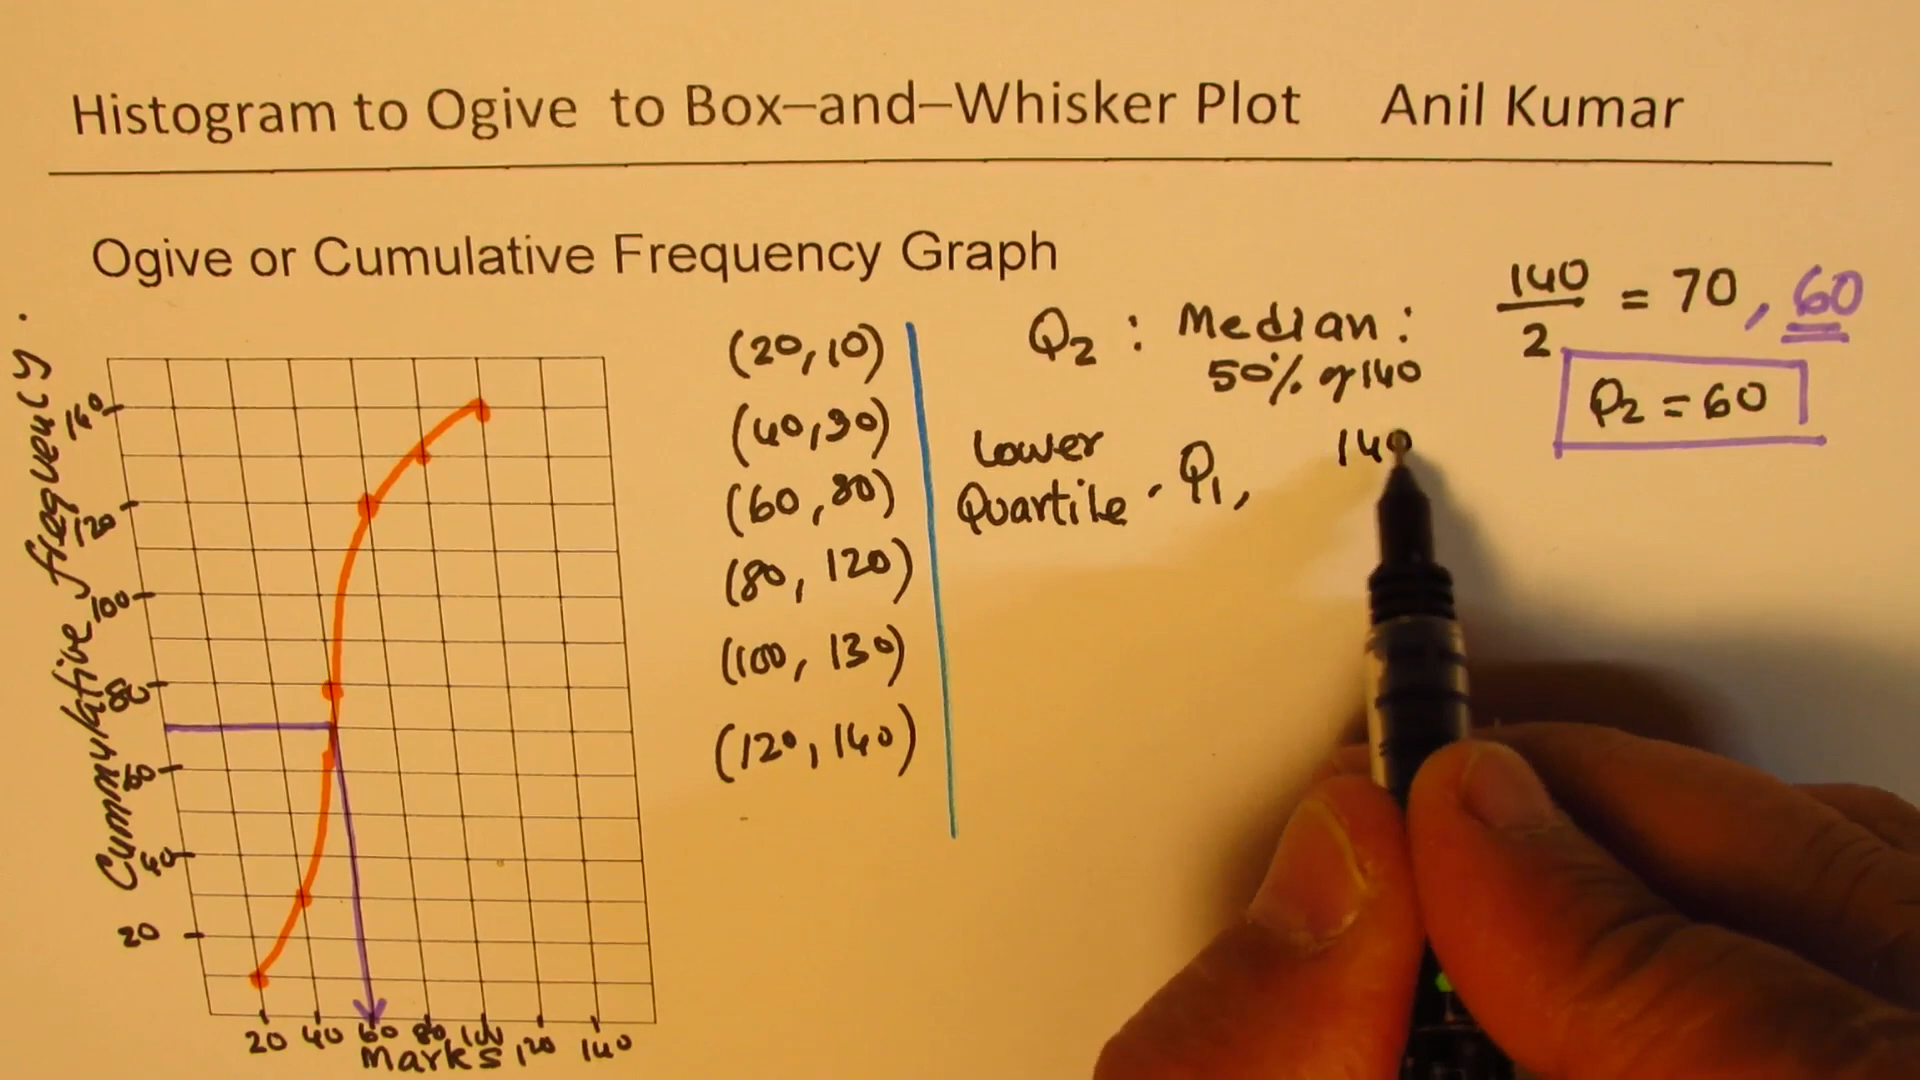 Histogram to Ogive to Box–and–Whisker Plot Anil Kumar
Ogive or Cumulative Frequency Graph
Cumulative frequency
140
120
100
80
60
40
20
20 40 60 80 100 120 140
Marks
(20,10)
(40,30)
(60,80)
(80, 120)
(100, 130)
(120, 140)
Q2 : Median : 140/2 = 70, 60
50% of 140
Q2 = 60
Lower
Quartile . Q1, 140